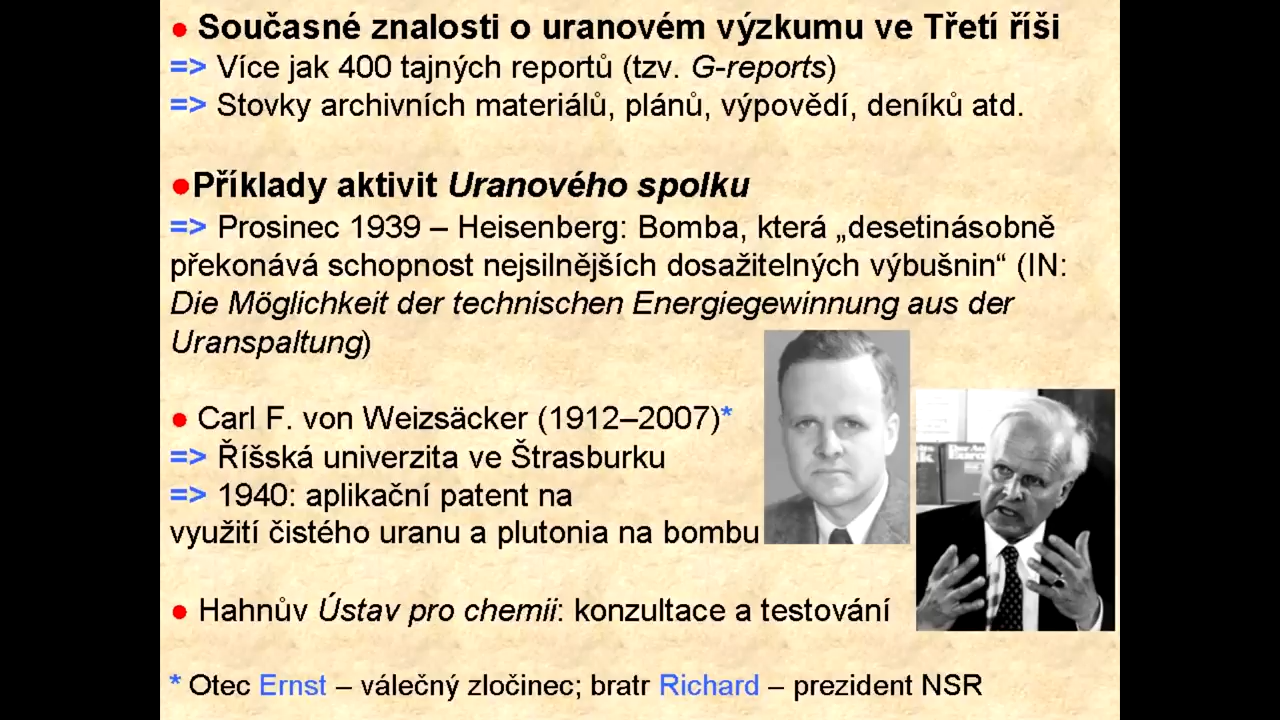 ● Současné znalosti o uranovém výzkumu ve Třetí říši
=> Více jak 400 tajných reportů (tzv. G-reports)
=> Stovky archivních materiálů, plánů, výpovědí, deníků atd.
●Příklady aktivit Uranového spolku
=> Prosinec 1939 – Heisenberg: Bomba, která „desetinásobně
překonává schopnost nejsilnějších dosažitelných výbušnin“ (IN:
Die Möglichkeit der technischen Energiegewinnung aus der
Uranspaltung)
● Carl F. von Weizsäcker (1912–2007)*
=> Říšská univerzita ve Štrasburku
=> 1940: aplikační patent na
využití čistého uranu a plutonia na bombu
● Hahnův Ústav pro chemii: konzultace a testování
* Otec Ernst – válečný zločinec; bratr Richard – prezident NSR